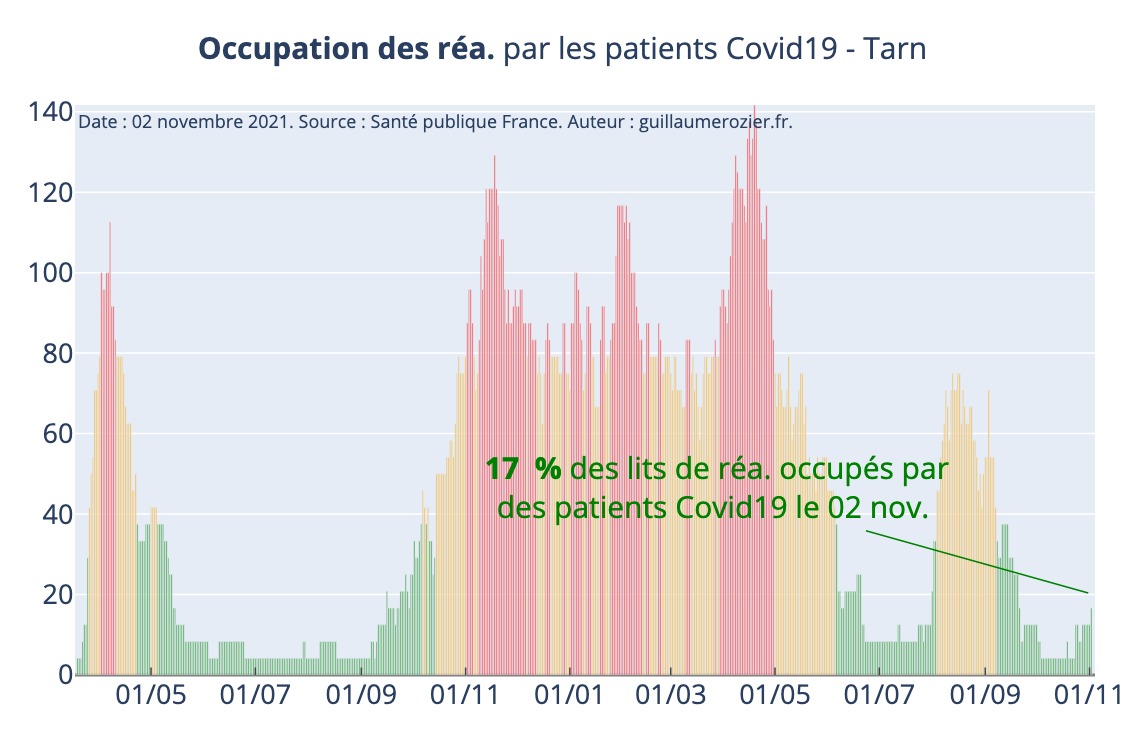 Occupation des réa. par les patients Covid19 - Tarn
140
Date : 02 novembre 2021. Source : Santé publique France. Auteur : guillaumerozier.fr.
120
100
80
60
17 % des lits de réa. occupés par
des patients Covid19 le 02 nov.
40
20
0
01/05 01/07 01/09 01/11 01/01 01/03 01/05 01/07 01/09 01/11